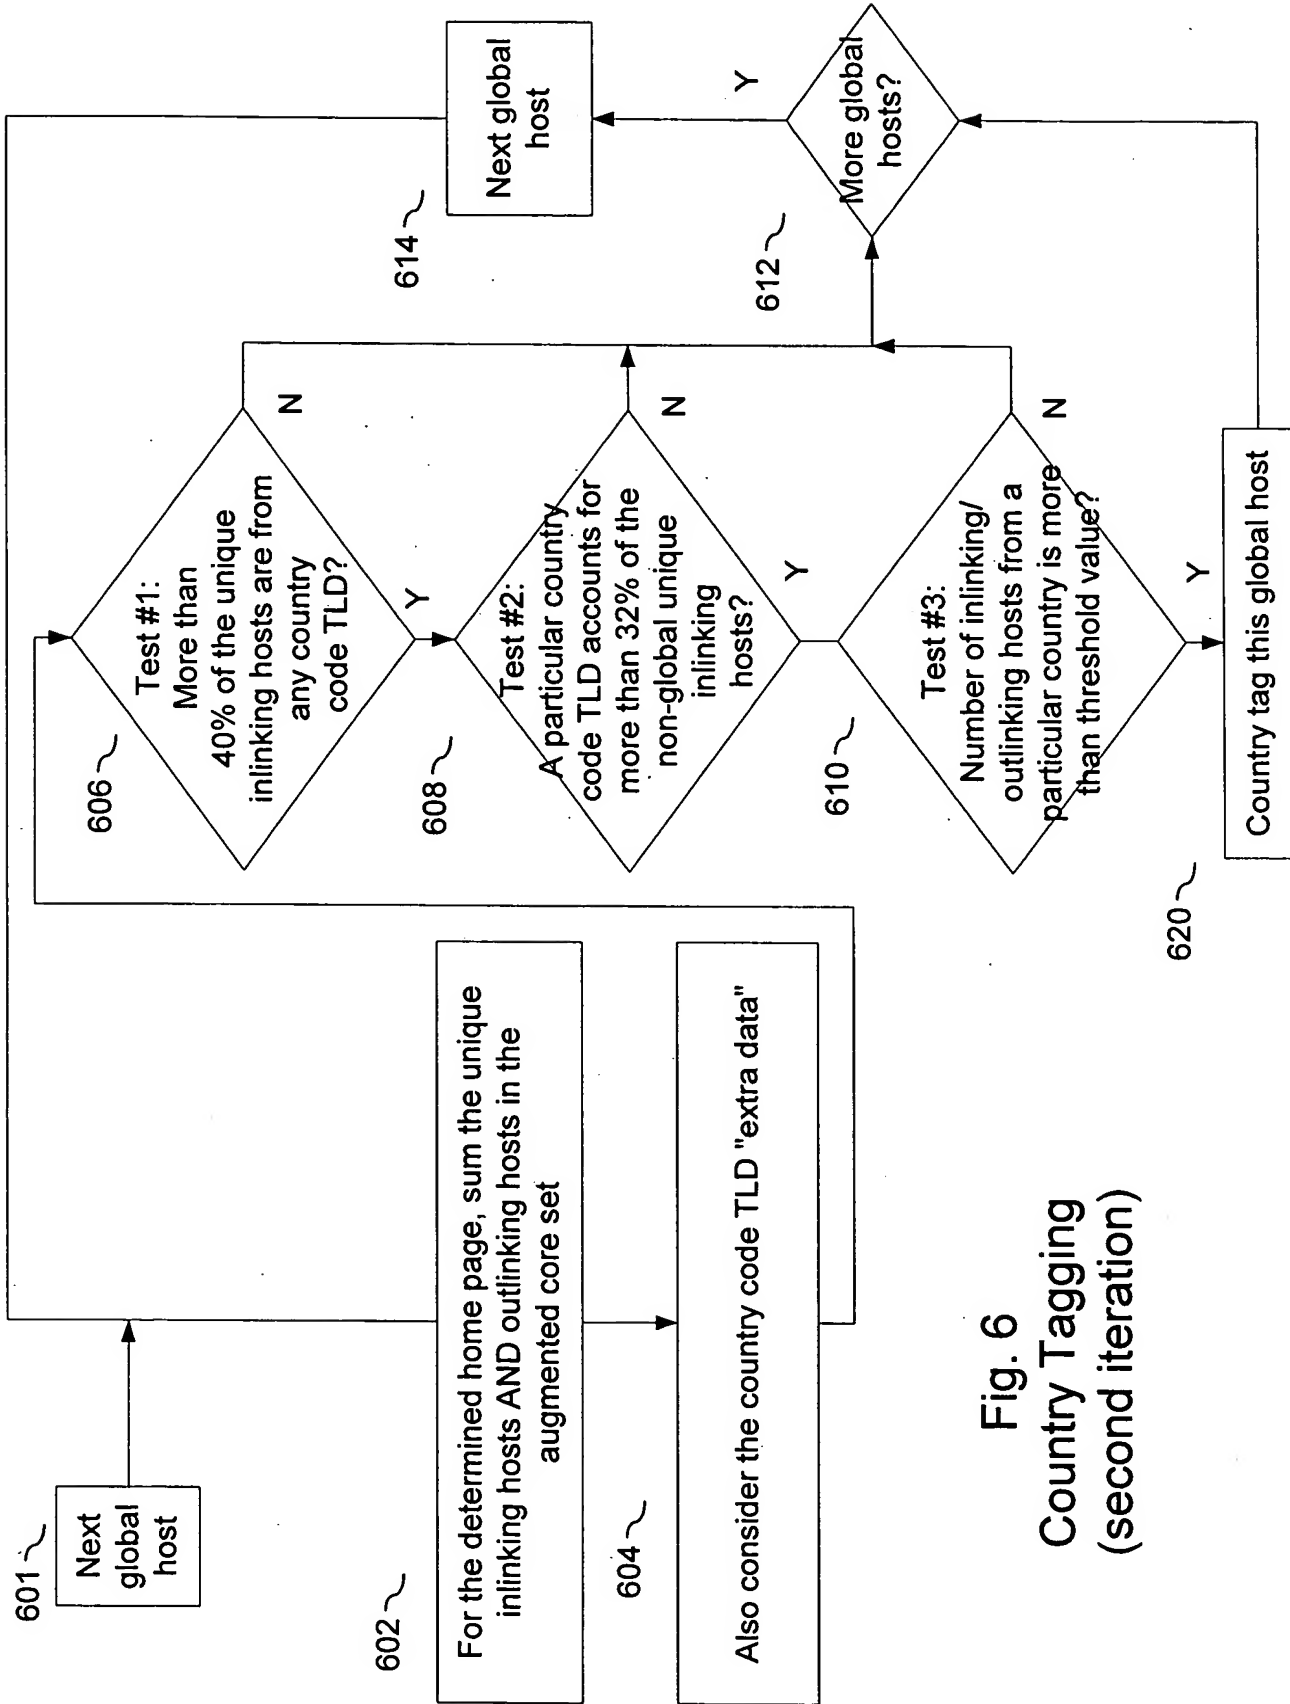 601
Next
global
host
602
For the determined home page, sum the unique
inlinking hosts AND outlinking hosts in the
augmented core set
604
Also consider the country code TLD "extra data"
606
Test #1:
More than
40% of the unique
inlinking hosts are from
any country
code TLD?
N
Y
608
Test #2:
A particular country
code TLD accounts for
more than 32% of the
non-global unique
inlinking
hosts?
N
Y
610
Test #3:
Number of inlinking/
outlinking hosts from a
particular country is more
than threshold value?
N
Y
620
Country tag this global host
612
More global
hosts?
Y
614
Next global
host
Fig. 6
Country Tagging
(second iteration)